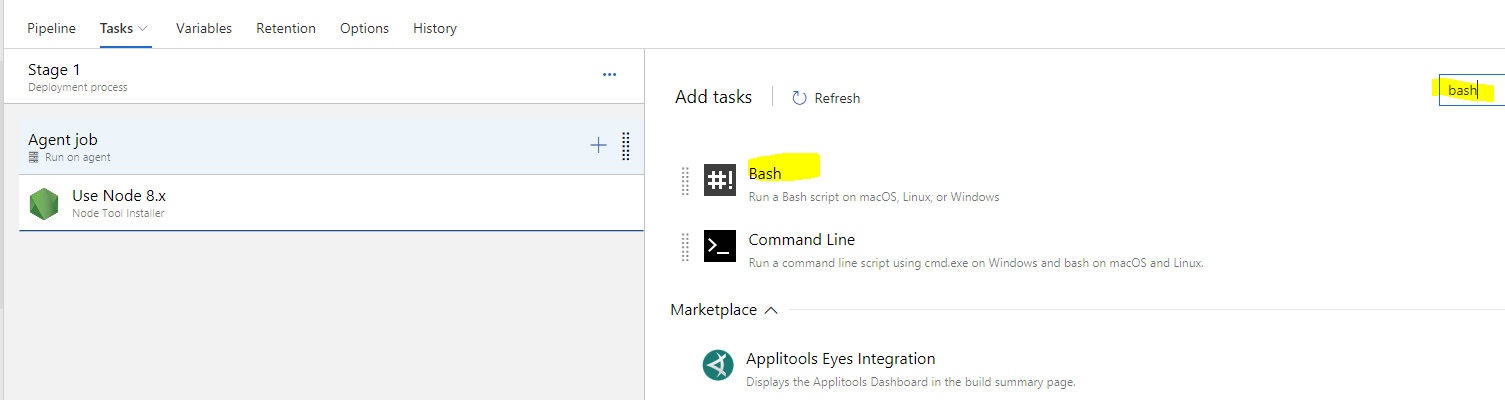 Pipeline Tasks Variables Retention Options History
Stage 1
Deployment process
Add tasks Refresh bash
Agent job
Run on agent
Use Node 8.x
Node Tool Installer
#! Bash
Run a Bash script on macOS, Linux, or Windows
>_ Command Line
Run a command line script using cmd.exe on Windows and bash on macOS and Linux.
Marketplace
Applitools Eyes Integration
Displays the Applitools Dashboard in the build summary page.